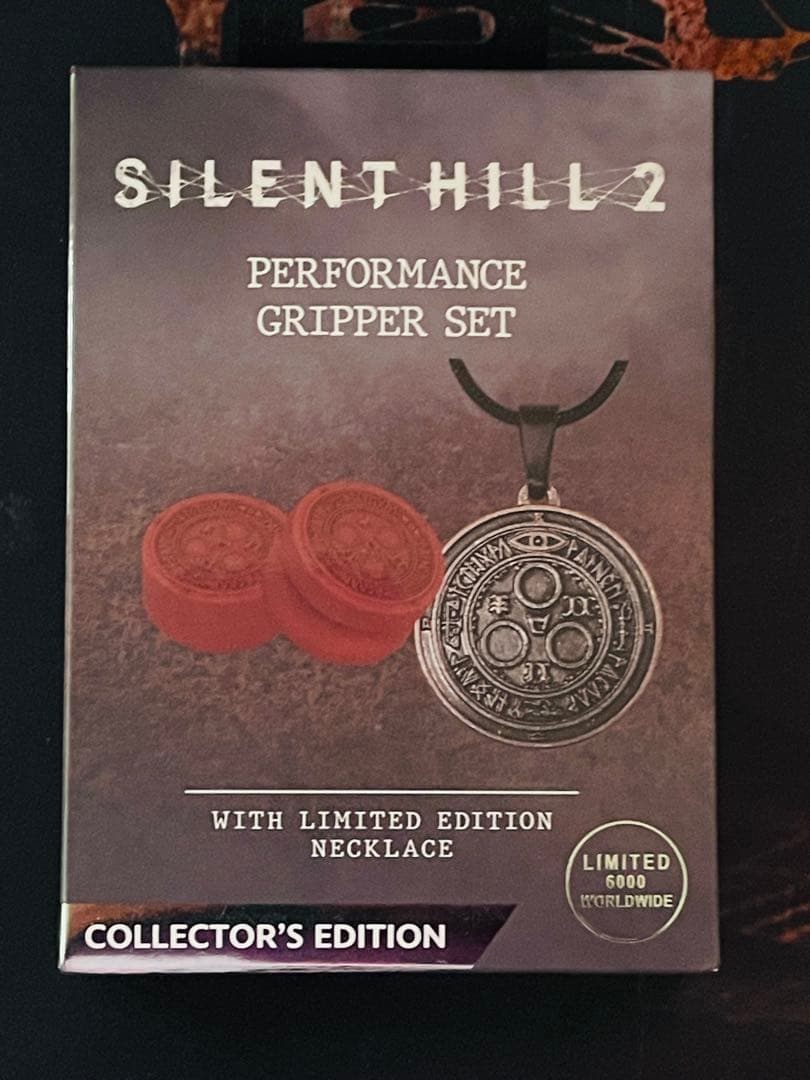 SILENT HILL 2
PERFORMANCE
GRIPPER SET
WITH LIMITED EDITION
NECKLACE
LIMITED
6000
WORLDWIDE
COLLECTOR'S EDITION